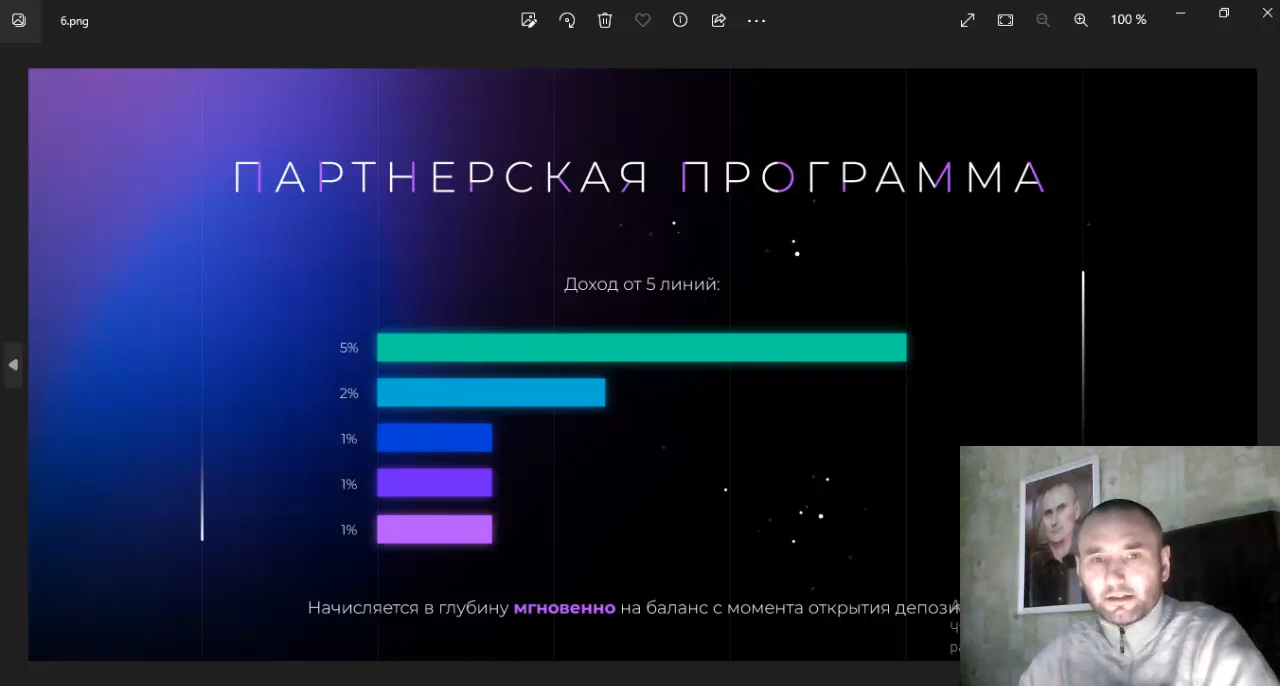 6.png
100 %
ПАРТНЕРСКАЯ ПРОГРАММА
Доход от 5 линий:
5%
2%
1%
1%
1%
Начисляется в глубину мгновенно на баланс с момента открытия